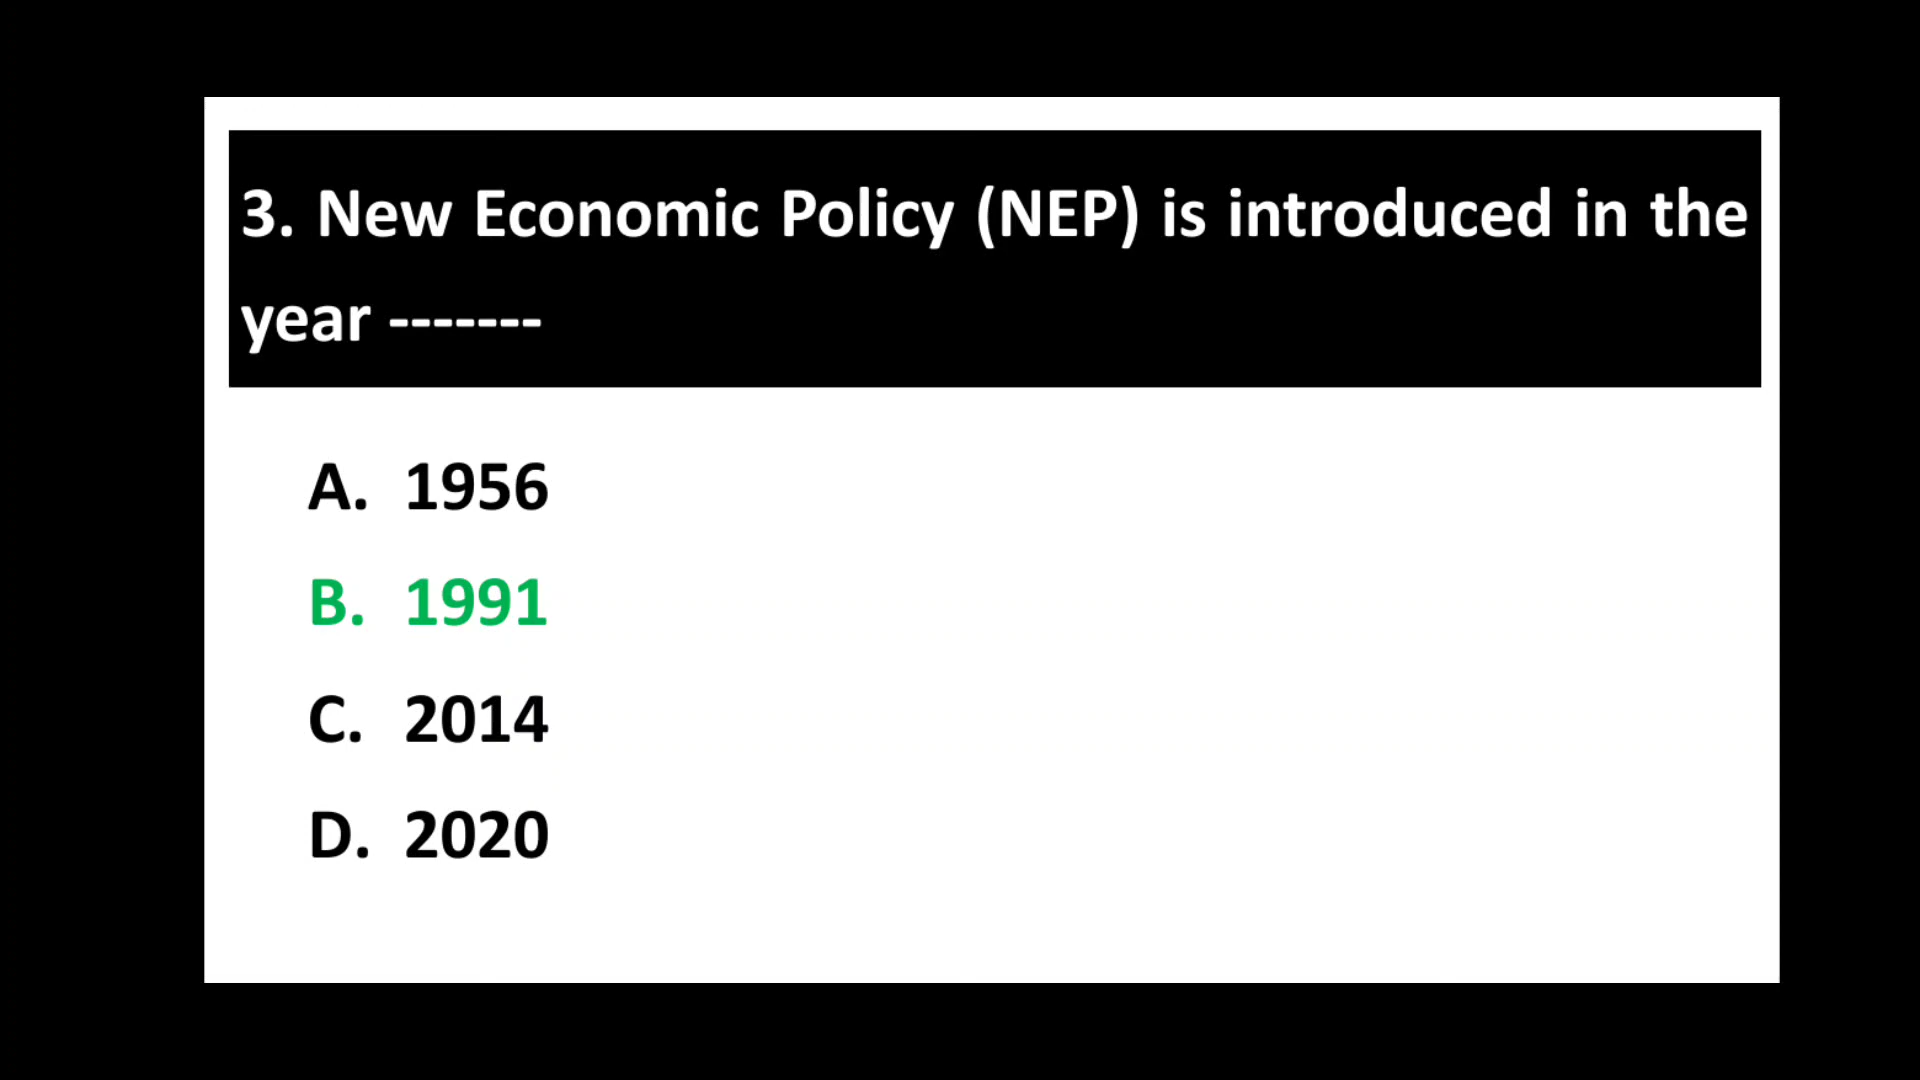 3. New Economic Policy (NEP) is introduced in the
year -------
A. 1956
B. 1991
C. 2014
D. 2020